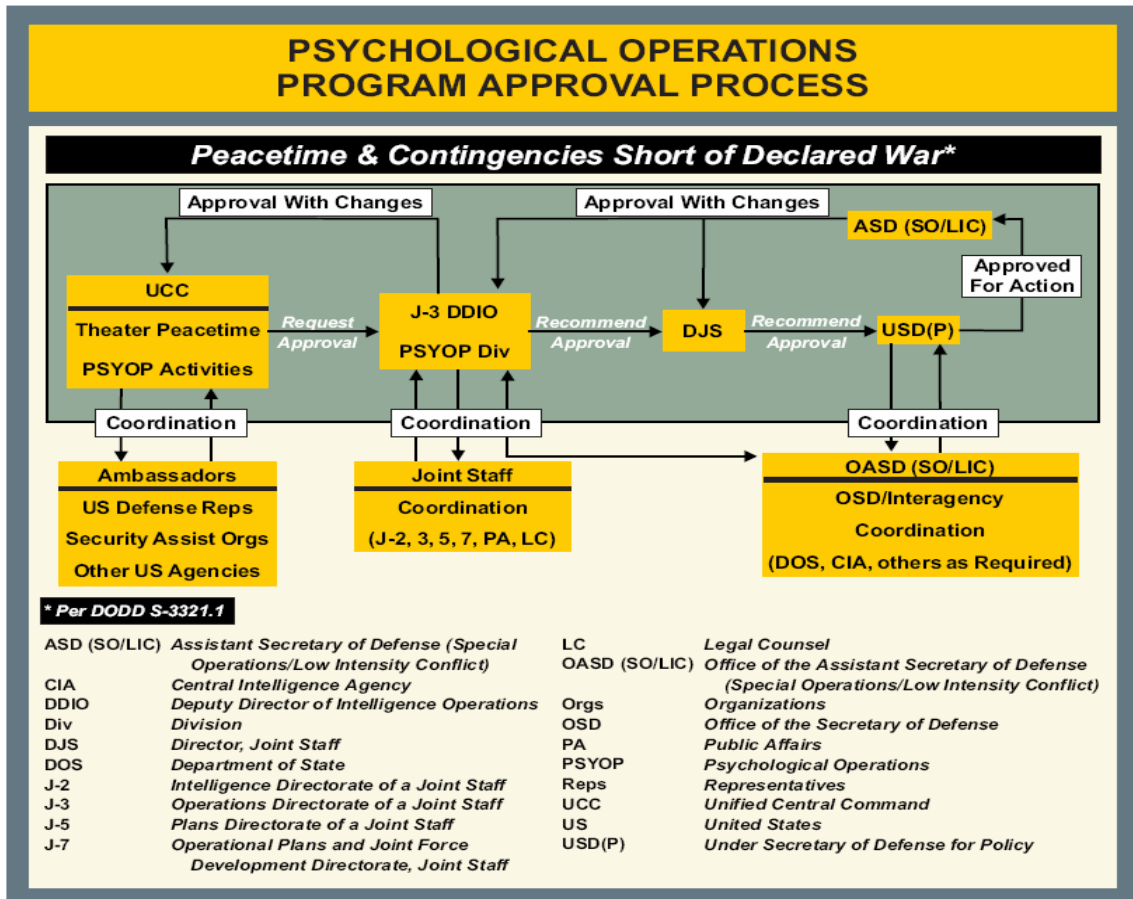 PSYCHOLOGICAL OPERATIONS
PROGRAM APPROVAL PROCESS
Peacetime & Contingencies Short of Declared War*
Approval With Changes
Approval With Changes
ASD (SO/LIC)
Approved
For Action
UCC
Theater Peacetime
PSYOP Activities
Request
Approval
J-3 DDIO
PSYOP Div
Recommend
Approval
DJS
Recommend
Approval
USD(P)
Coordination
Coordination
Coordination
Ambassadors
US Defense Reps
Security Assist Orgs
Other US Agencies
Joint Staff
Coordination
(J-2, 3, 5, 7, PA, LC)
OASD (SO/LIC)
OSD/Interagency
Coordination
(DOS, CIA, others as Required)
* Per DODD S-3321.1
ASD (SO/LIC) Assistant Secretary of Defense (Special
Operations/Low Intensity Conflict)
CIA Central Intelligence Agency
DDIO Deputy Director of Intelligence Operations
Div Division
DJS Director, Joint Staff
DOS Department of State
J-2 Intelligence Directorate of a Joint Staff
J-3 Operations Directorate of a Joint Staff
J-5 Plans Directorate of a Joint Staff
J-7 Operational Plans and Joint Force
Development Directorate, Joint Staff
LC Legal Counsel
OASD (SO/LIC) Office of the Assistant Secretary of Defense
(Special Operations/Low Intensity Conflict)
Orgs Organizations
OSD Office of the Secretary of Defense
PA Public Affairs
PSYOP Psychological Operations
Reps Representatives
UCC Unified Central Command
US United States
USD(P) Under Secretary of Defense for Policy